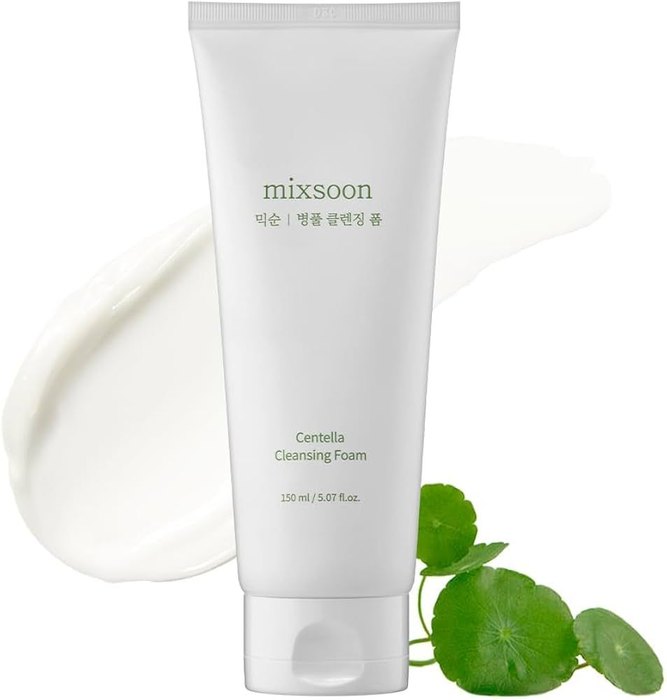 mixsoon
믹순 | 병풀 클렌징 폼
Centella
Cleansing Foam
150 ml / 5.07 fl.oz.